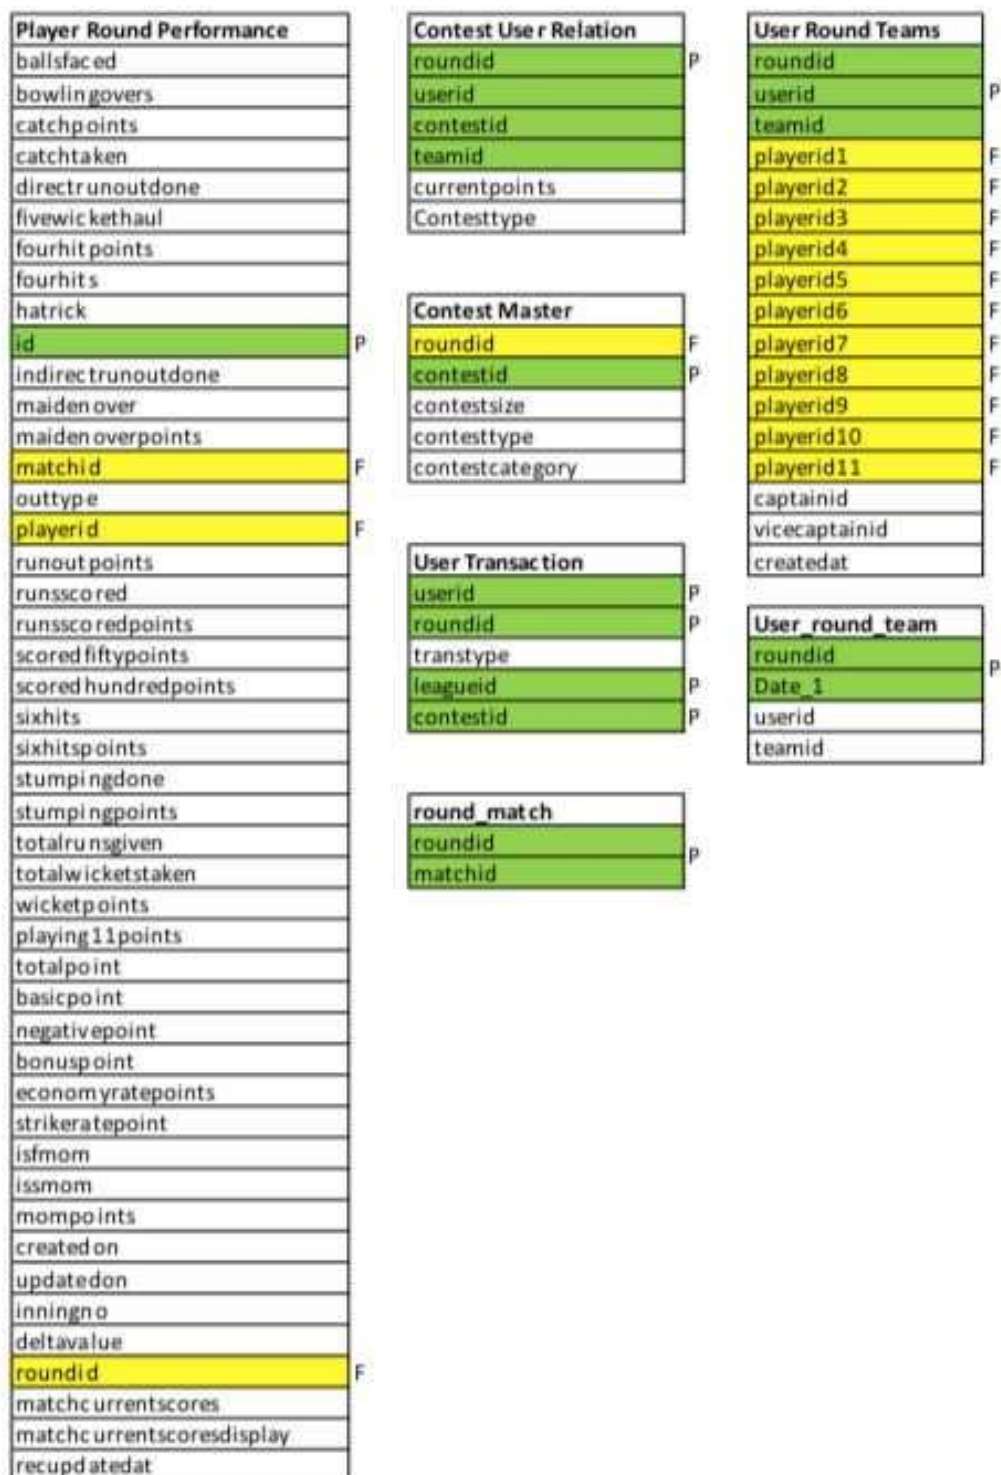 Player Round Performance
ballsfaced
bowlingovers
catchpoints
catchtaken
directrunoutdone
fivewickethaul
fourhitpoints
fourhits
hatrick
id P
indirectrunoutdone
maidenover
maidenoverpoints
matchid F
outtype
playerid F
runoutpoints
runsscored
runsscoredpoints
scoredfiftypoints
scoredhundredpoints
sixhits
sixhitspoints
stumpingdone
stumpingpoints
totalrunsgiven
totalwicketstaken
wicketpoints
playing11points
totalpoint
basicpoint
negativepoint
bonuspoint
economyratepoints
strikeratepoint
isfmom
issmom
mompoints
createdon
updatedon
inningno
deltavalue
roundid F
matchcurrentscores
matchcurrentscoresdisplay
recupdatedat
Contest User Relation
roundid P
userid
contestid
teamid
currentpoints
Contesttype
Contest Master
roundid F
contestid P
contestsize
contesttype
contestcategory
User Transaction
userid P
roundid P
transtype
leagueid P
contestid P
round_match
roundid P
matchid
User Round Teams
roundid
userid P
teamid
playerid1 F
playerid2 F
playerid3 F
playerid4 F
playerid5 F
playerid6 F
playerid7 F
playerid8 F
playerid9 F
playerid10 F
playerid11 F
captainid
vicecaptainid
createdat
User_round_team
roundid P
Date_1
userid
teamid